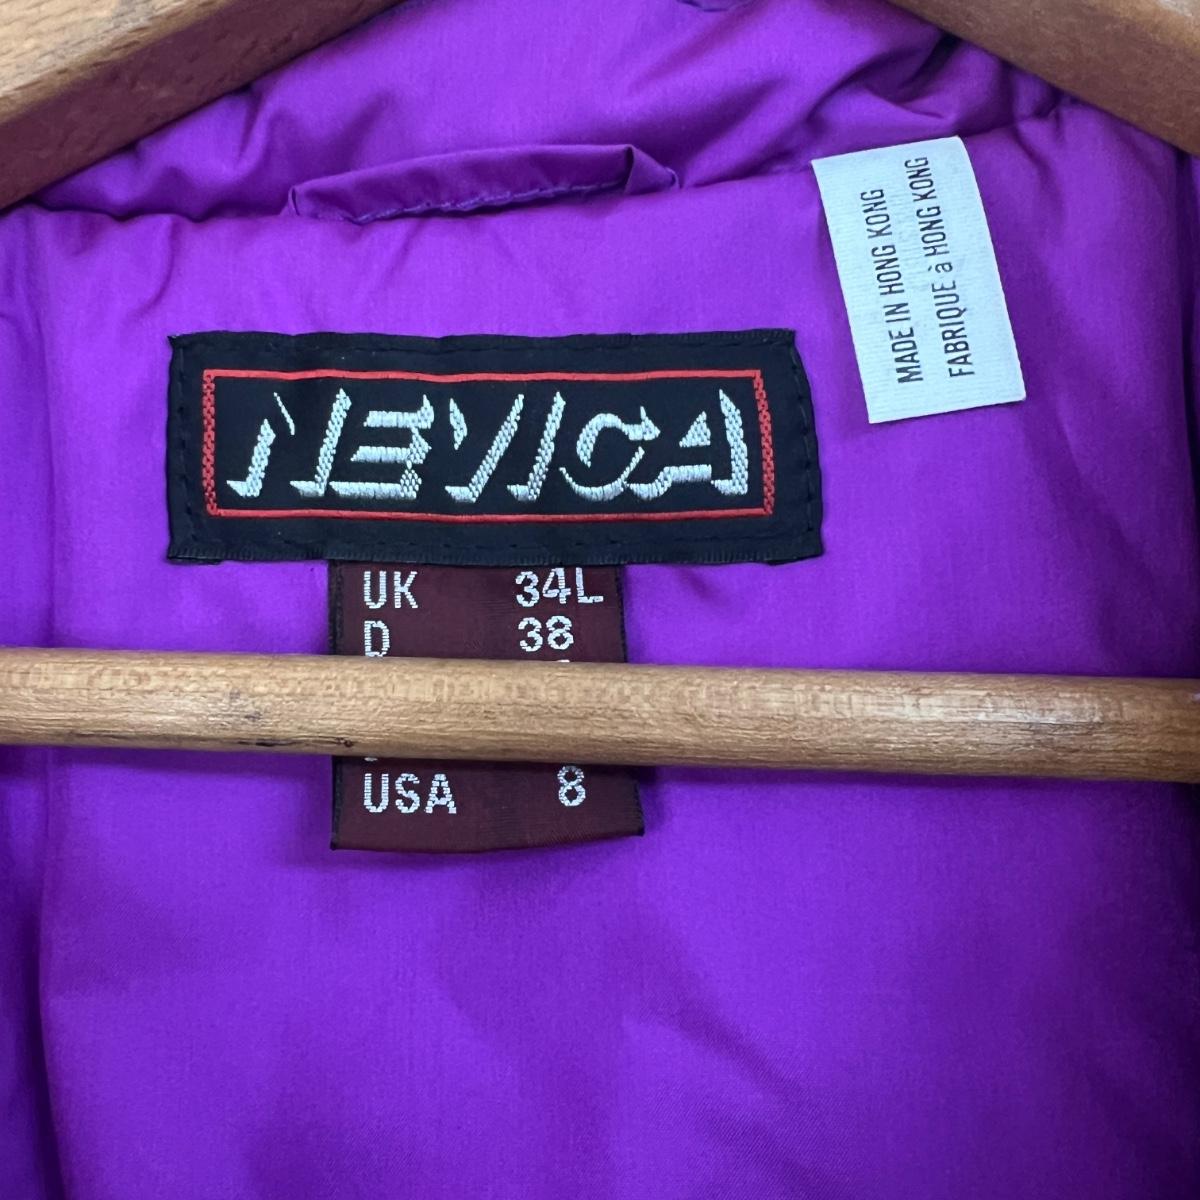 NEVICA
UK 34L
D 38
USA 8
MADE IN HONG KONG
FABRIQUE à HONG KONG